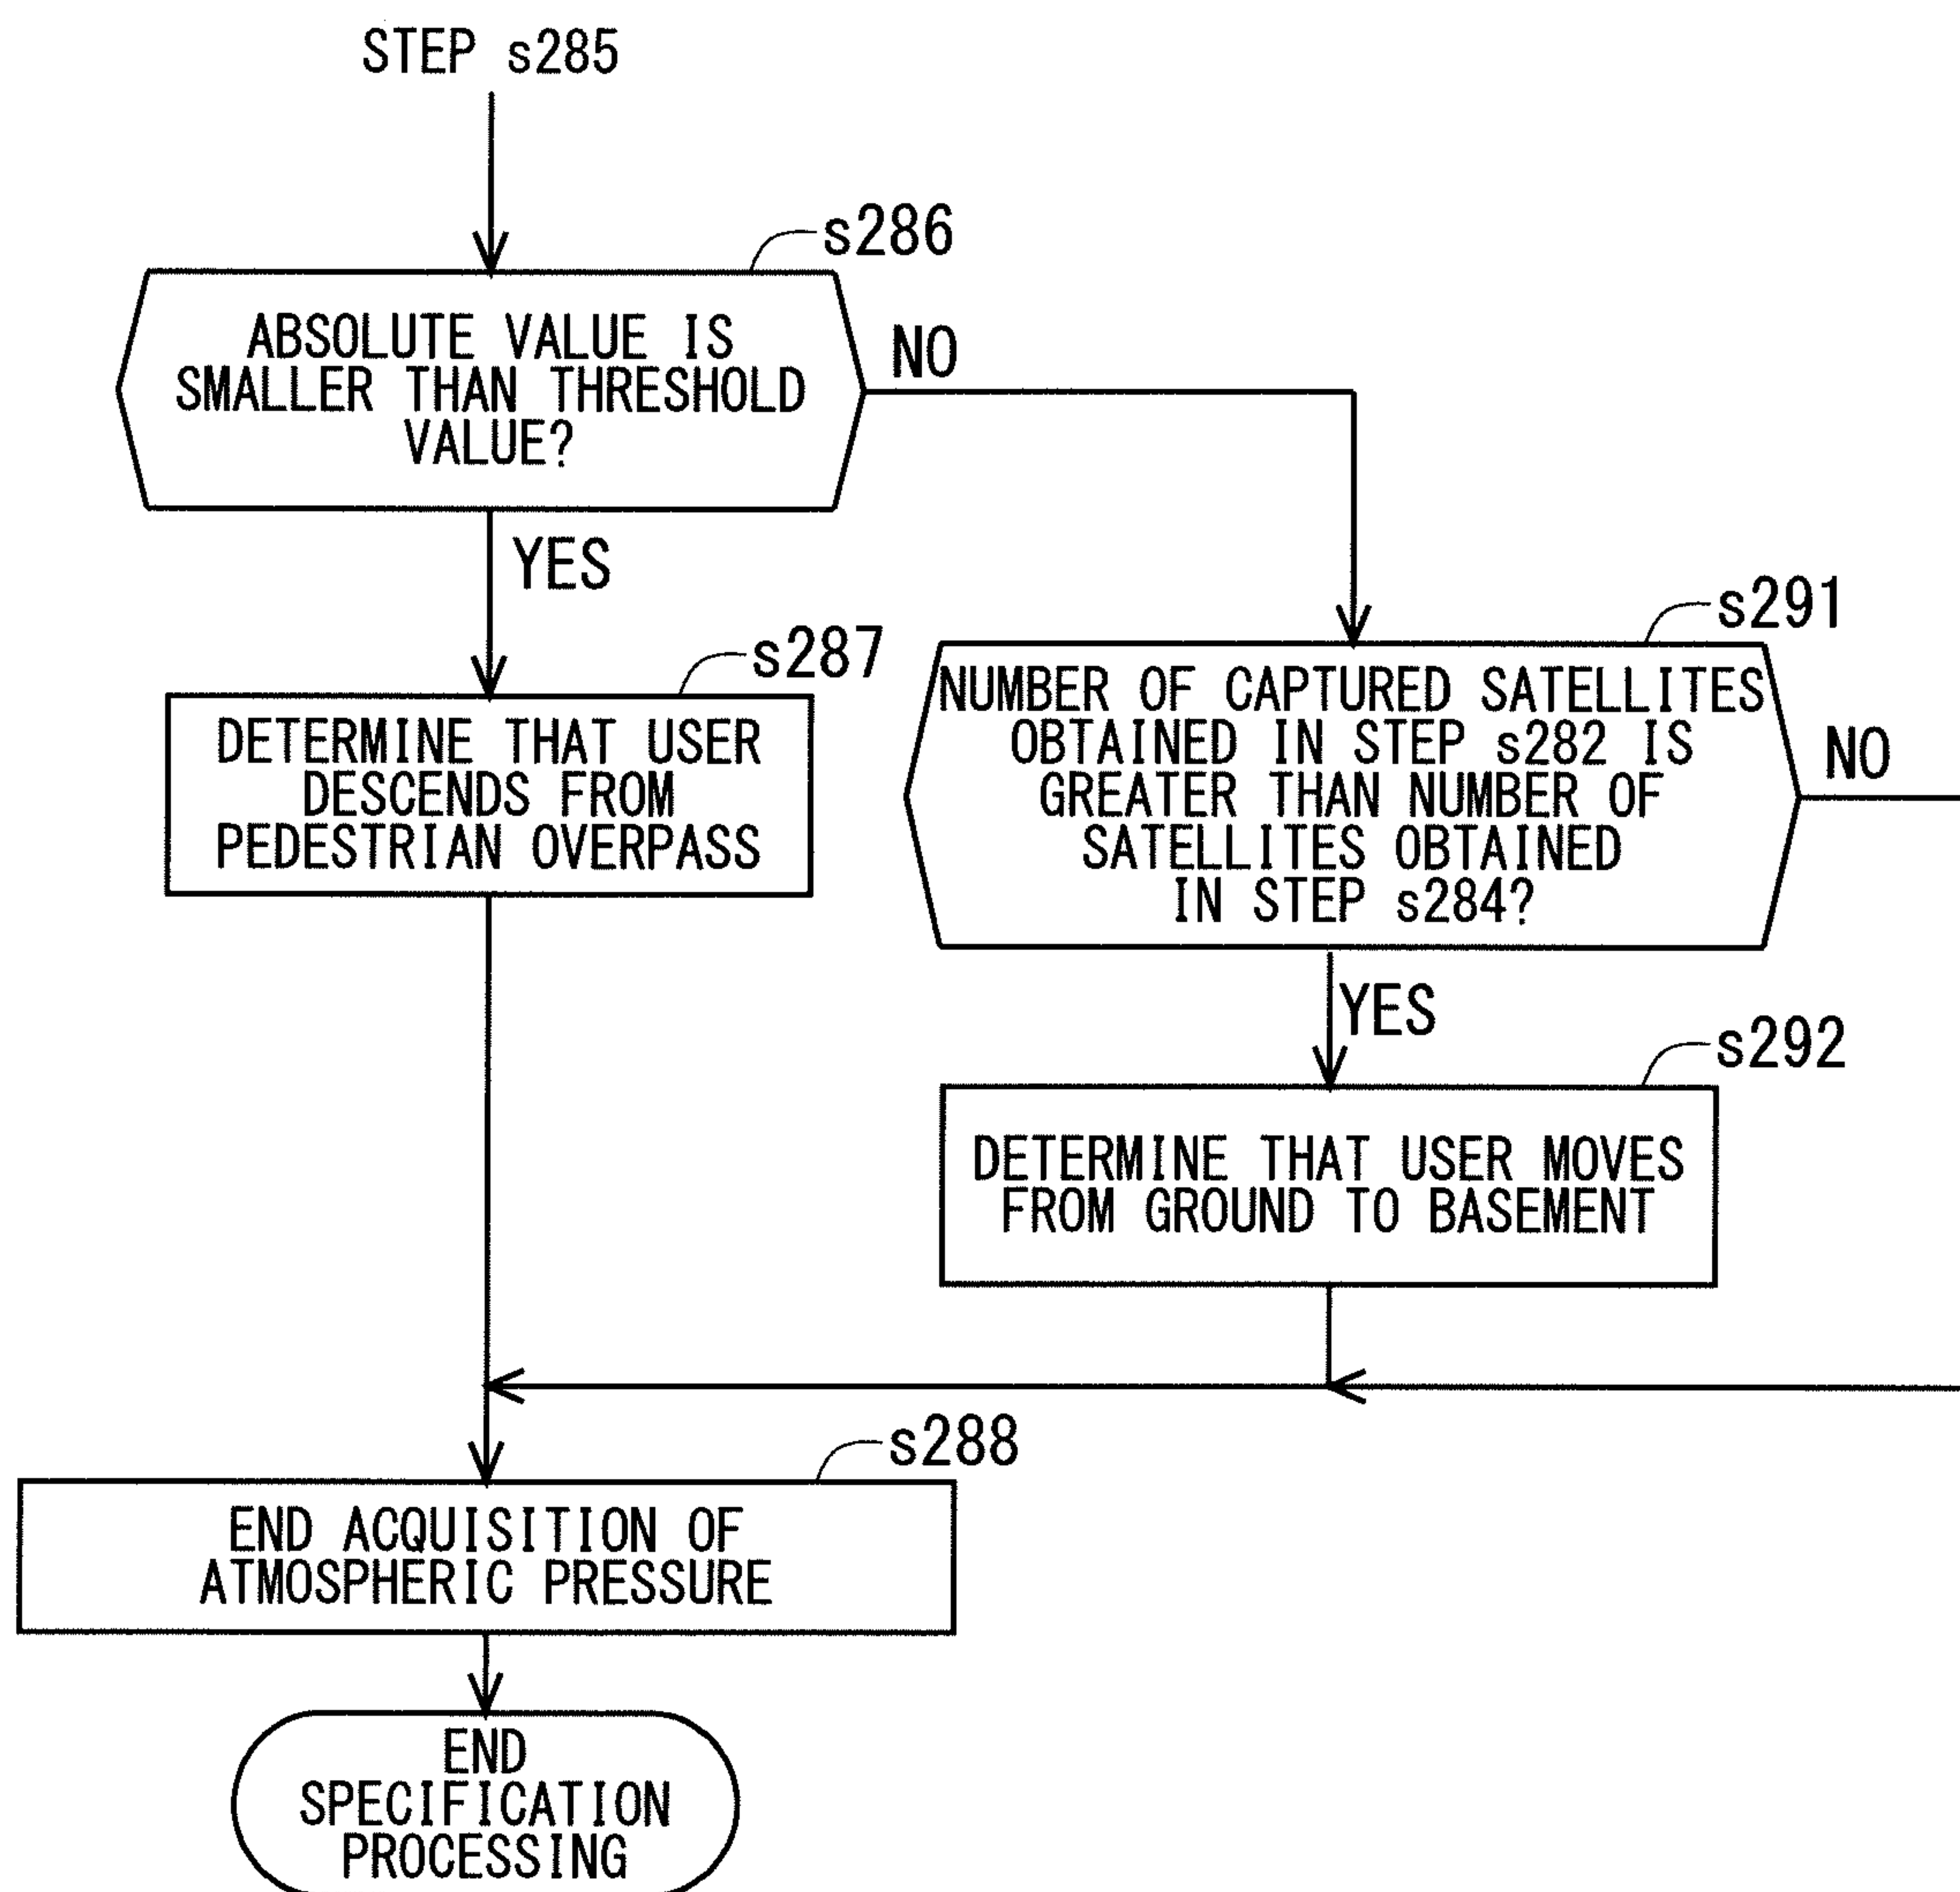 STEP s285
s286
ABSOLUTE VALUE IS
SMALLER THAN THRESHOLD
VALUE?
NO
YES
s287
DETERMINE THAT USER
DESCENDS FROM
PEDESTRIAN OVERPASS
s291
NUMBER OF CAPTURED SATELLITES
OBTAINED IN STEP s282 IS
GREATER THAN NUMBER OF
SATELLITES OBTAINED
IN STEP s284?
NO
YES
s292
DETERMINE THAT USER MOVES
FROM GROUND TO BASEMENT
s288
END ACQUISITION OF
ATMOSPHERIC PRESSURE
END
SPECIFICATION
PROCESSING